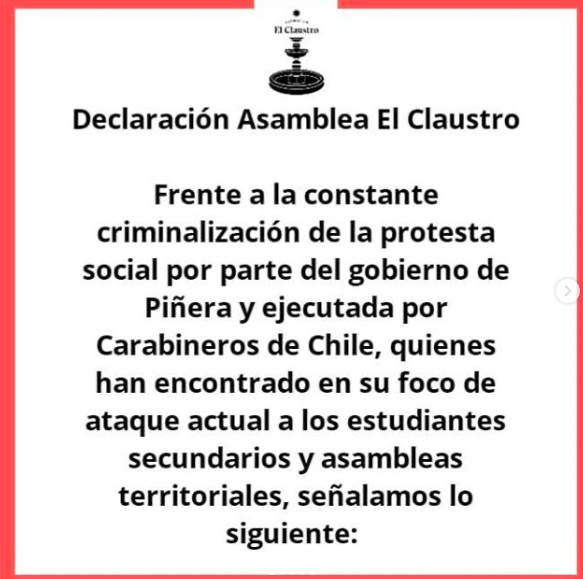 El Claustro
Declaración Asamblea El Claustro
Frente a la constante
criminalización de la protesta
social por parte del gobierno de
Piñera y ejecutada por
Carabineros de Chile, quienes
han encontrado en su foco de
ataque actual a los estudiantes
secundarios y asambleas
territoriales, señalamos lo
siguiente: